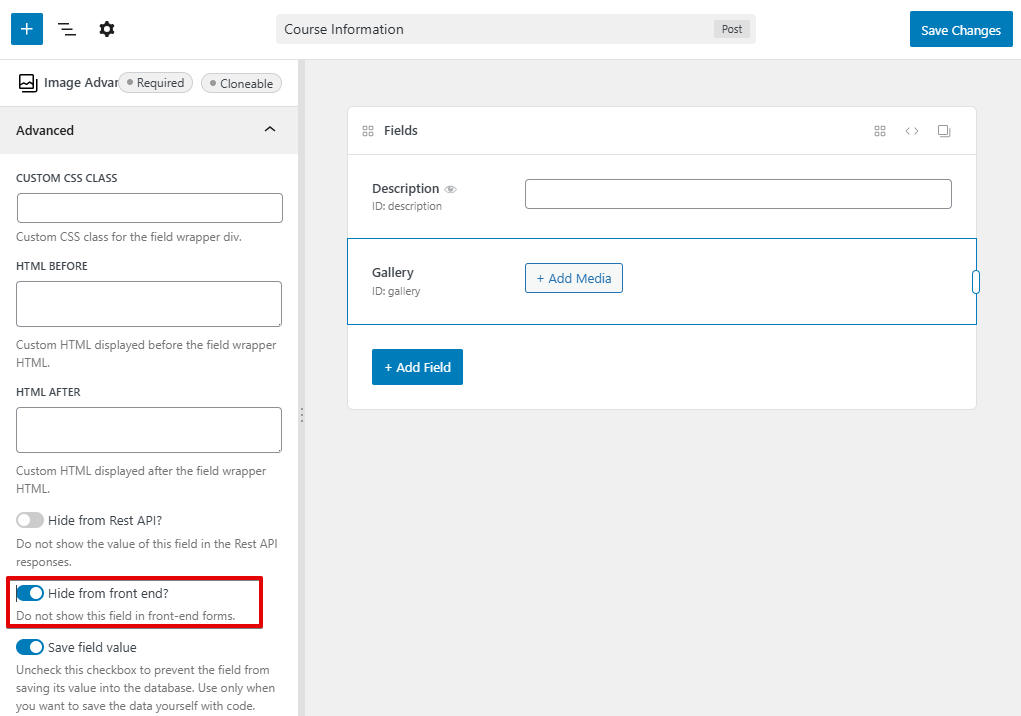 +
Course Information
Post
Save Changes
Image Advan
Required
Cloneable
Advanced
CUSTOM CSS CLASS
Custom CSS class for the field wrapper div.
HTML BEFORE
Custom HTML displayed before the field wrapper
HTML.
HTML AFTER
Custom HTML displayed after the field wrapper
HTML.
Hide from Rest API?
Do not show the value of this field in the Rest API
responses.
Hide from front end?
Do not show this field in front-end forms.
Save field value
Uncheck this checkbox to prevent the field from
saving its value into the database. Use only when
you want to save the data yourself with code.
Fields
Description
ID: description
Gallery
ID: gallery
+ Add Media
+ Add Field